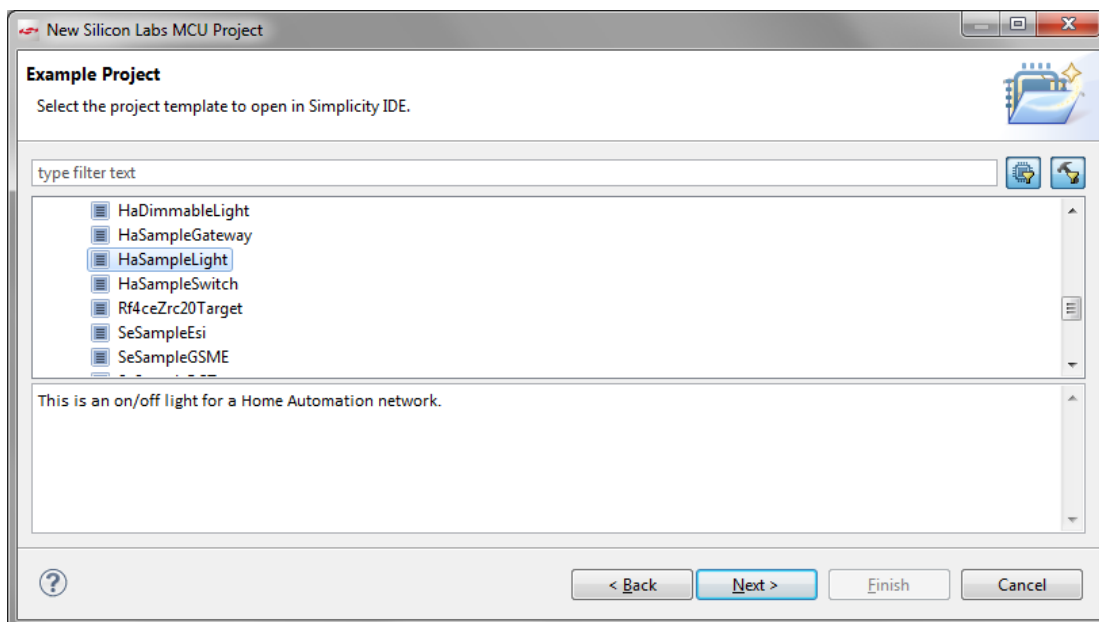 New Silicon Labs MCU Project
Example Project
Select the project template to open in Simplicity IDE.
type filter text
HaDimmableLight
HaSampleGateway
HaSampleLight
HaSampleSwitch
Rf4ceZrc20Target
SeSampleEsi
SeSampleGSME
This is an on/off light for a Home Automation network.
< Back Next > Finish Cancel